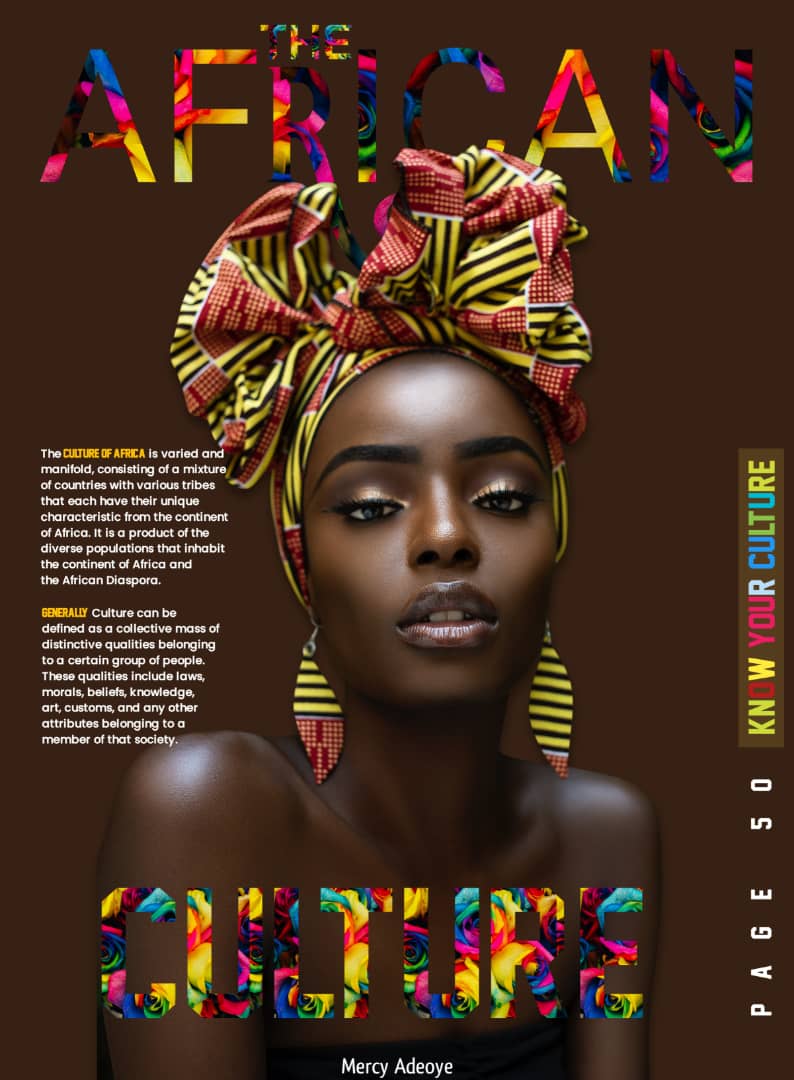 THE
AFRICAN
The CULTURE OF AFRICA is varied and
manifold, consisting of a mixture
of countries with various tribes
that each have their unique
characteristic from the continent
of Africa. It is a product of the
diverse populations that inhabit
the continent of Africa and
the African Diaspora.
GENERALLY Culture can be
defined as a collective mass of
distinctive qualities belonging
to a certain group of people.
These qualities include laws,
morals, beliefs, knowledge,
art, customs, and any other
attributes belonging to a
member of that society.
KNOW YOUR CULTURE
PAGE 50
CULTURE
Mercy Adeoye